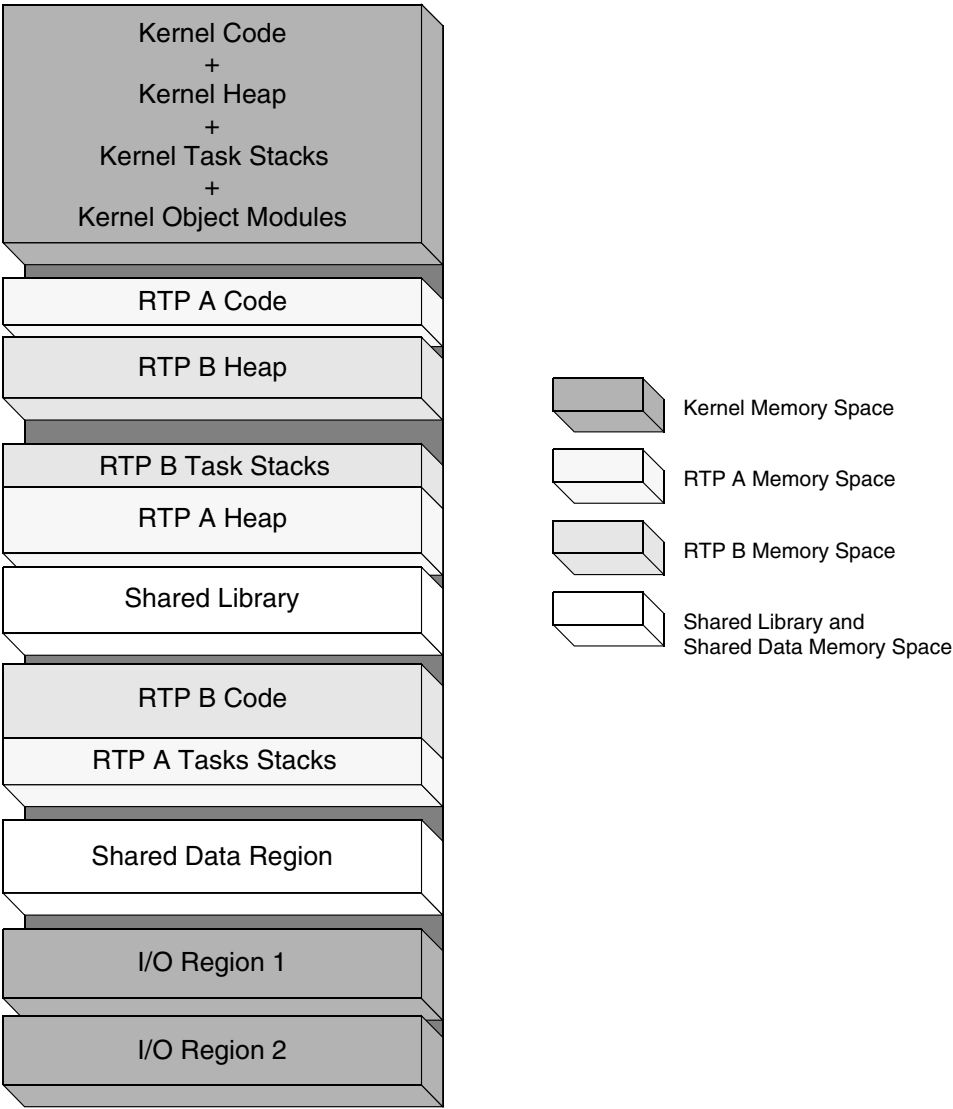 Kernel Code
+
Kernel Heap
+
Kernel Task Stacks
+
Kernel Object Modules
RTP A Code
RTP B Heap
RTP B Task Stacks
RTP A Heap
Shared Library
RTP B Code
RTP A Tasks Stacks
Shared Data Region
I/O Region 1
I/O Region 2
Kernel Memory Space
RTP A Memory Space
RTP B Memory Space
Shared Library and
Shared Data Memory Space